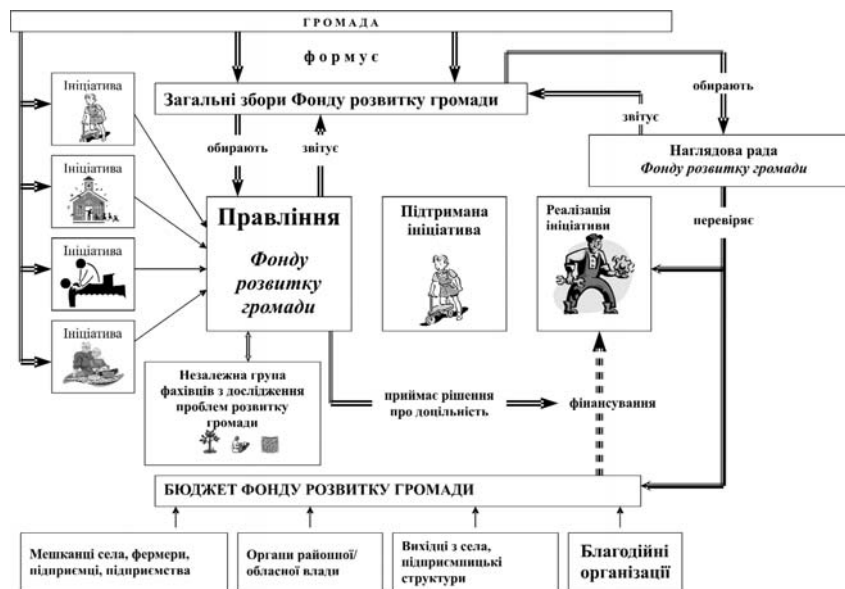 ГРОМАДА
формує
Загальні збори Фонду розвитку громади
обирають
звітує
обирають
звітує
Наглядова рада
Фонду розвитку громади
перевіряє
Ініціатива
Ініціатива
Ініціатива
Ініціатива
Правління
Фонду
розвитку
громади
Підтримана
ініціатива
Реалізація
ініціативи
Незалежна група
фахівців з дослідження
проблем розвитку
громади
приймає рішення
про доцільність
фінансування
БЮДЖЕТ ФОНДУ РОЗВИТКУ ГРОМАДИ
Мешканці села, фермери,
підприємці, підприємства
Органи районної/
обласної влади
Вихідці з села,
підприємницькі
структури
Благодійні
організації